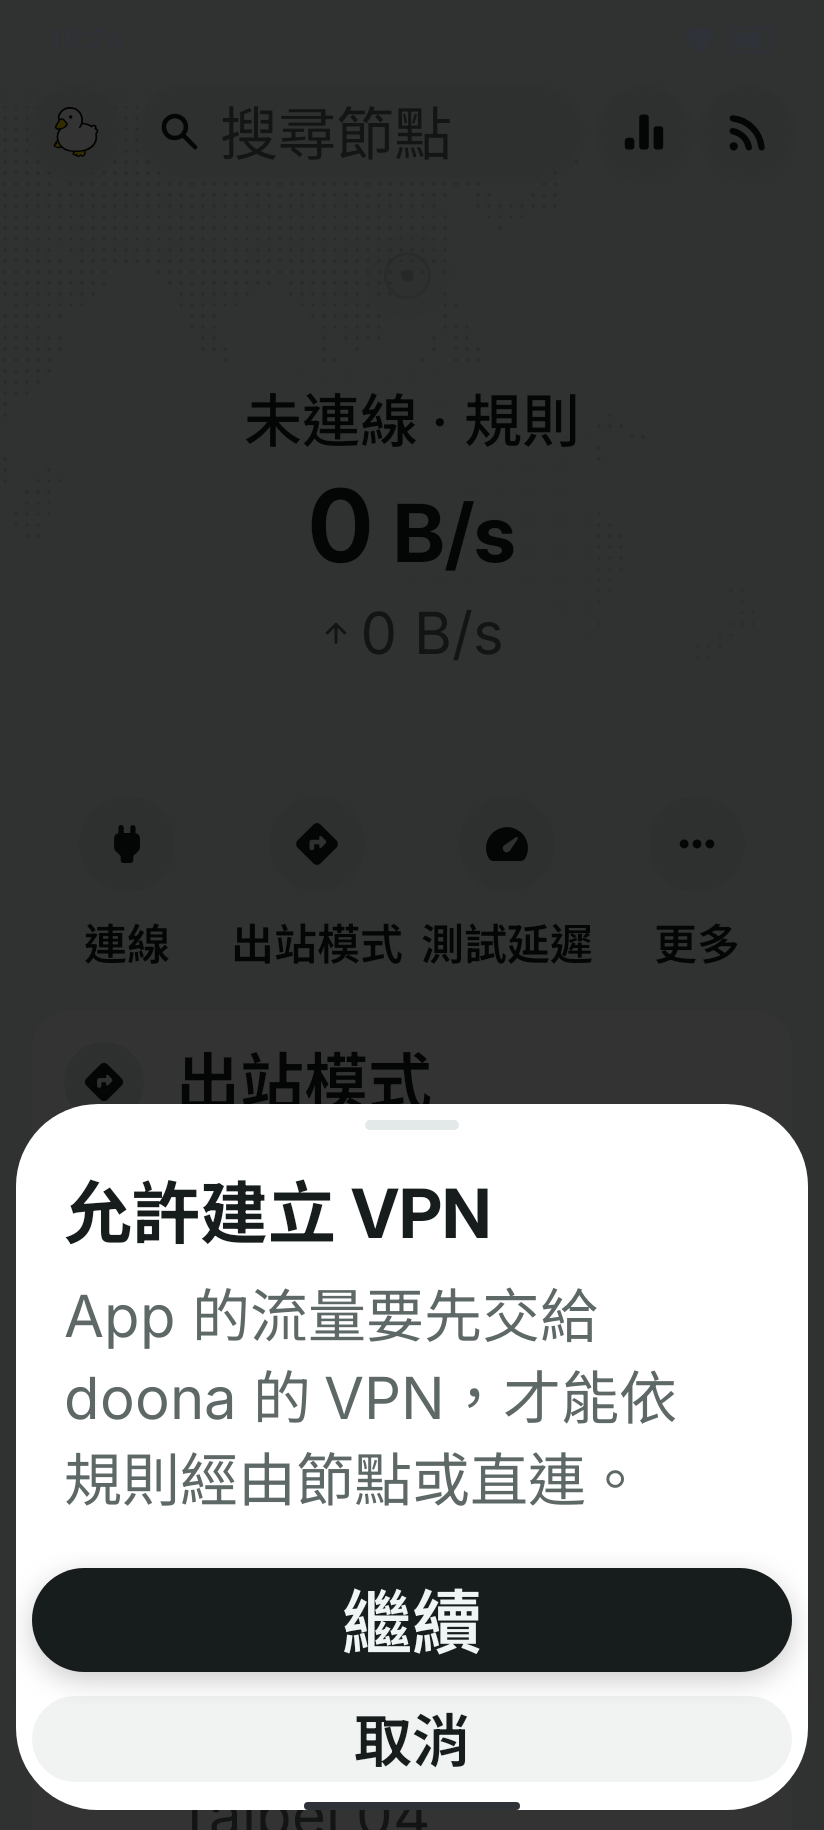 搜尋節點
未連線 · 規則
0 B/s
↑ 0 B/s
連線
出站模式
測試延遲
更多
出站模式
允許建立 VPN
App 的流量要先交給
doona 的 VPN，才能依
規則經由節點或直連。
繼續
取消
Taipei 04